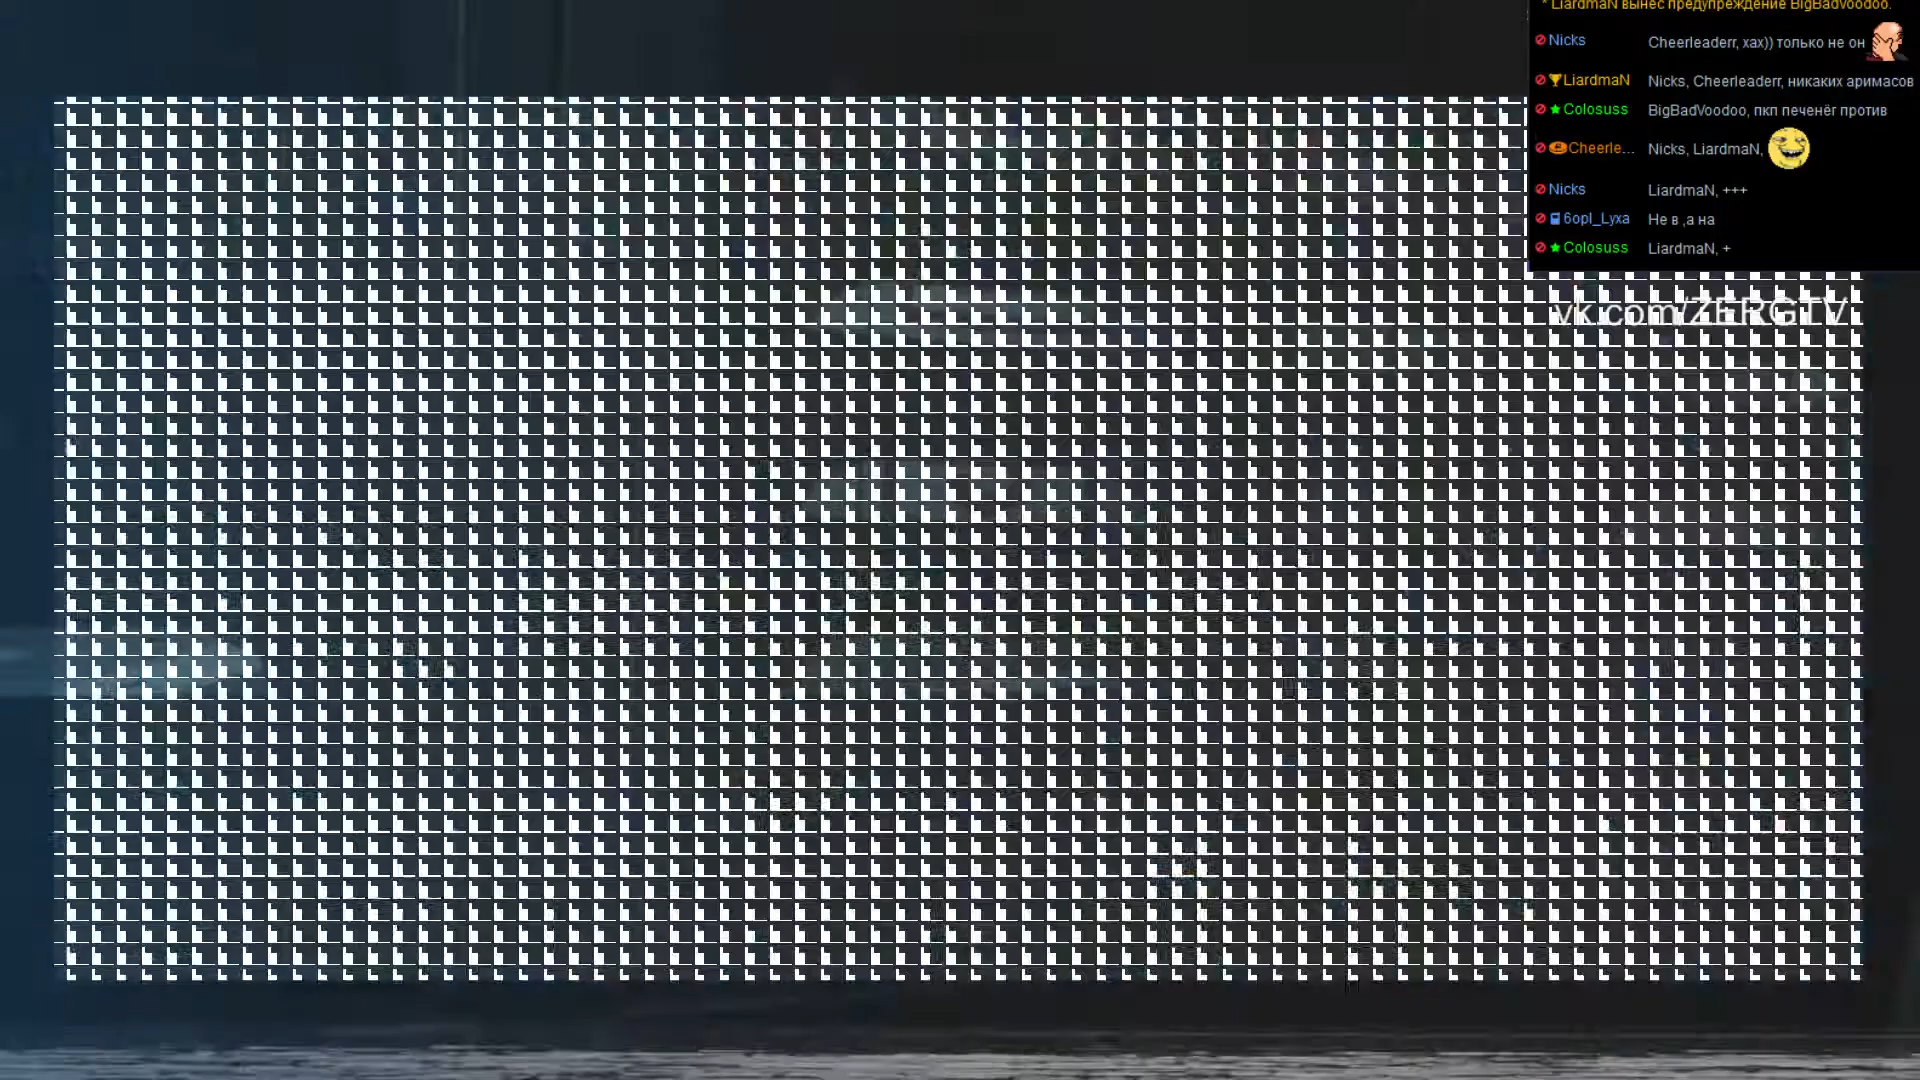 * LiardmaN вынес предупреждение BigBadVoodoo.
Nicks Cheerleaderr, хах)) только не он
LiardmaN Nicks, Cheerleaderr, никаких аримасов
Colosuss BigBadVoodoo, пкп печенёг против
Cheerle... Nicks, LiardmaN,
Nicks LiardmaN, +++
6opl_Lyxa Не в ,а на
Colosuss LiardmaN, +
vk.com/ZERGTV